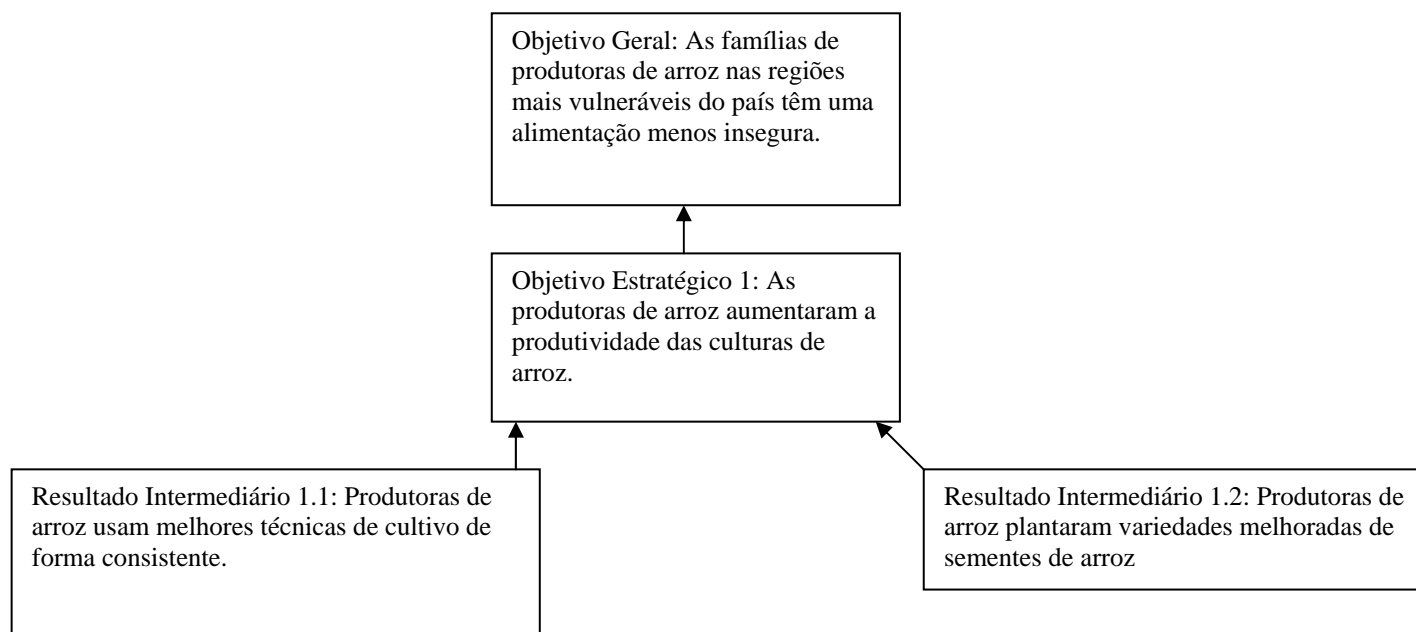 Objetivo Geral: As famílias de
produtoras de arroz nas regiões
mais vulneráveis do país têm uma
alimentação menos insegura.
Objetivo Estratégico 1: As
produtoras de arroz aumentaram a
produtividade das culturas de
arroz.
Resultado Intermediário 1.1: Produtoras de
arroz usam melhores técnicas de cultivo de
forma consistente.
Resultado Intermediário 1.2: Produtoras de
arroz plantaram variedades melhoradas de
sementes de arroz